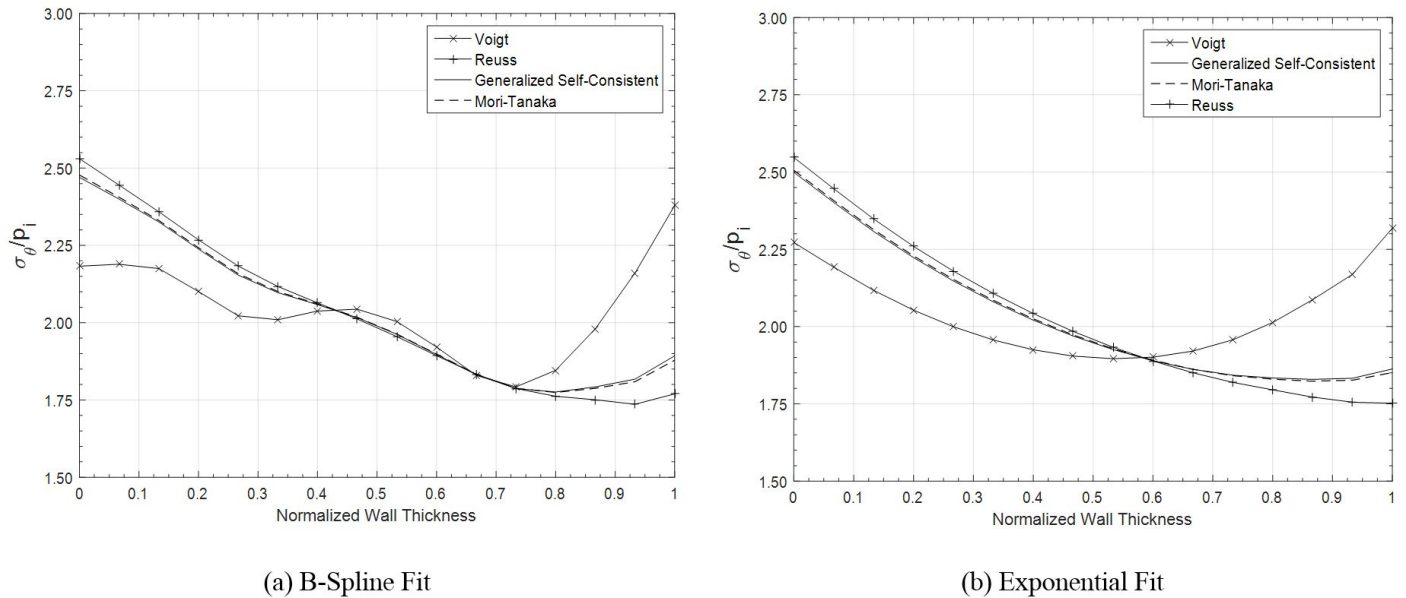 3.00
2.75
2.50
2.25
2.00
1.75
1.50
σθ/pi
Voigt
Reuss
Generalized Self-Consistent
Mori-Tanaka
0 0.1 0.2 0.3 0.4 0.5 0.6 0.7 0.8 0.9 1
Normalized Wall Thickness
(a) B-Spline Fit
3.00
2.75
2.50
2.25
2.00
1.75
1.50
σθ/pi
Voigt
Generalized Self-Consistent
Mori-Tanaka
Reuss
0 0.1 0.2 0.3 0.4 0.5 0.6 0.7 0.8 0.9 1
Normalized Wall Thickness
(b) Exponential Fit